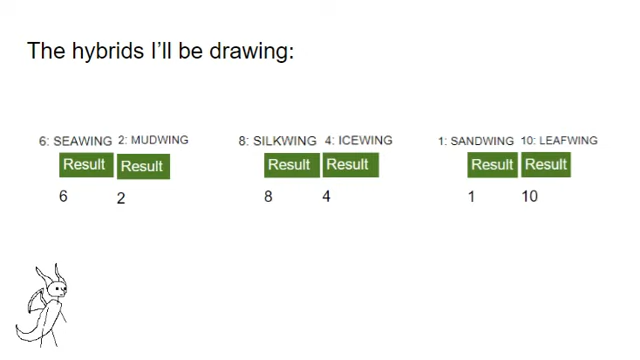 The hybrids I'll be drawing:
6: SEAWING 2: MUDWING 8: SILKWING 4: ICEWING 1: SANDWING 10: LEAFWING
Result Result Result Result Result Result
6 2 8 4 1 10